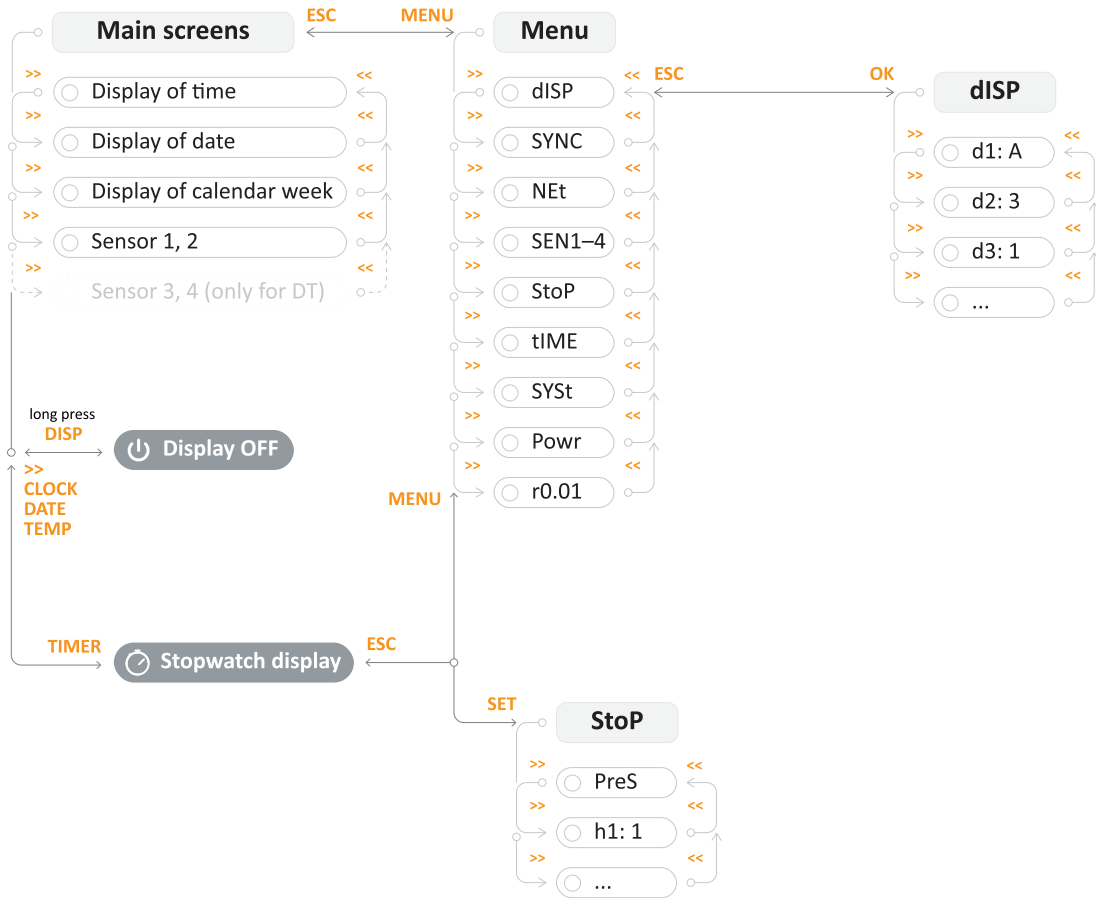 Main screens
ESC
MENU
Menu
>>
<<
Display of time
>>
<<
Display of date
>>
<<
Display of calendar week
>>
<<
Sensor 1, 2
>>
<<
Sensor 3, 4 (only for DT)
>>
<<
dISP
>>
<<
SYNC
>>
<<
NEt
>>
<<
SEN1–4
>>
<<
StoP
>>
<<
tIME
>>
<<
SYSt
>>
<<
Powr
>>
<<
r0.01
ESC
OK
dISP
>>
<<
d1: A
>>
<<
d2: 3
>>
<<
d3: 1
>>
<<
...
long press
DISP
Display OFF
>>
CLOCK
DATE
TEMP
MENU
TIMER
Stopwatch display
ESC
SET
StoP
>>
<<
PreS
>>
<<
h1: 1
>>
<<
...